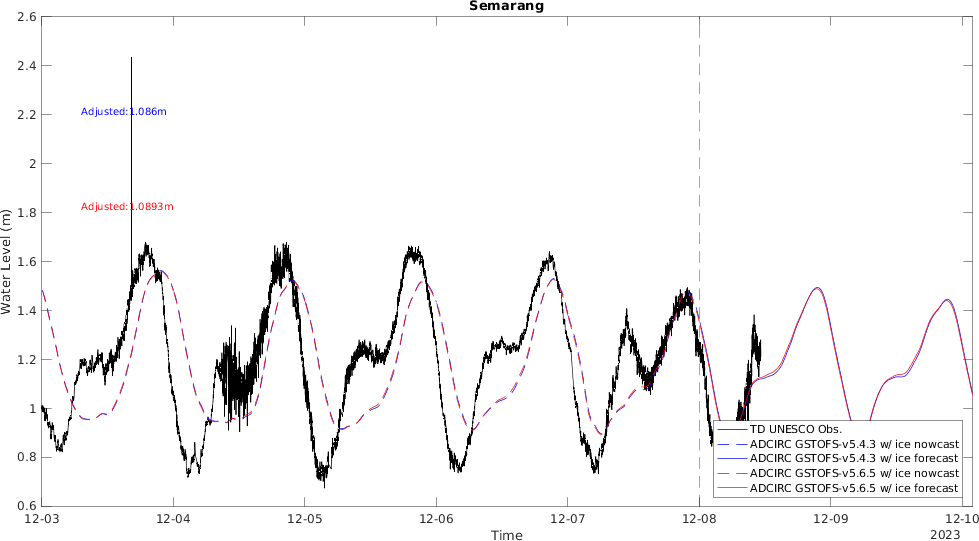 Semarang
2.6
2.4
2.2
2
1.8
1.6
1.4
1.2
1
0.8
0.6
Water Level (m)
Adjusted:1.086m
Adjusted:1.0893m
TD UNESCO Obs.
ADCIRC GSTOFS-v5.4.3 w/ ice nowcast
ADCIRC GSTOFS-v5.4.3 w/ ice forecast
ADCIRC GSTOFS-v5.6.5 w/ ice nowcast
ADCIRC GSTOFS-v5.6.5 w/ ice forecast
12-03 12-04 12-05 12-06 12-07 12-08 12-09 12-10
Time
2023